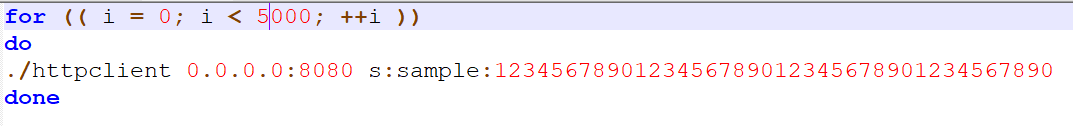 for (( i = 0; i < 5000; ++i ))
do
./httpclient 0.0.0.0:8080 s:sample:1234567890123456789012345678901234567890
done